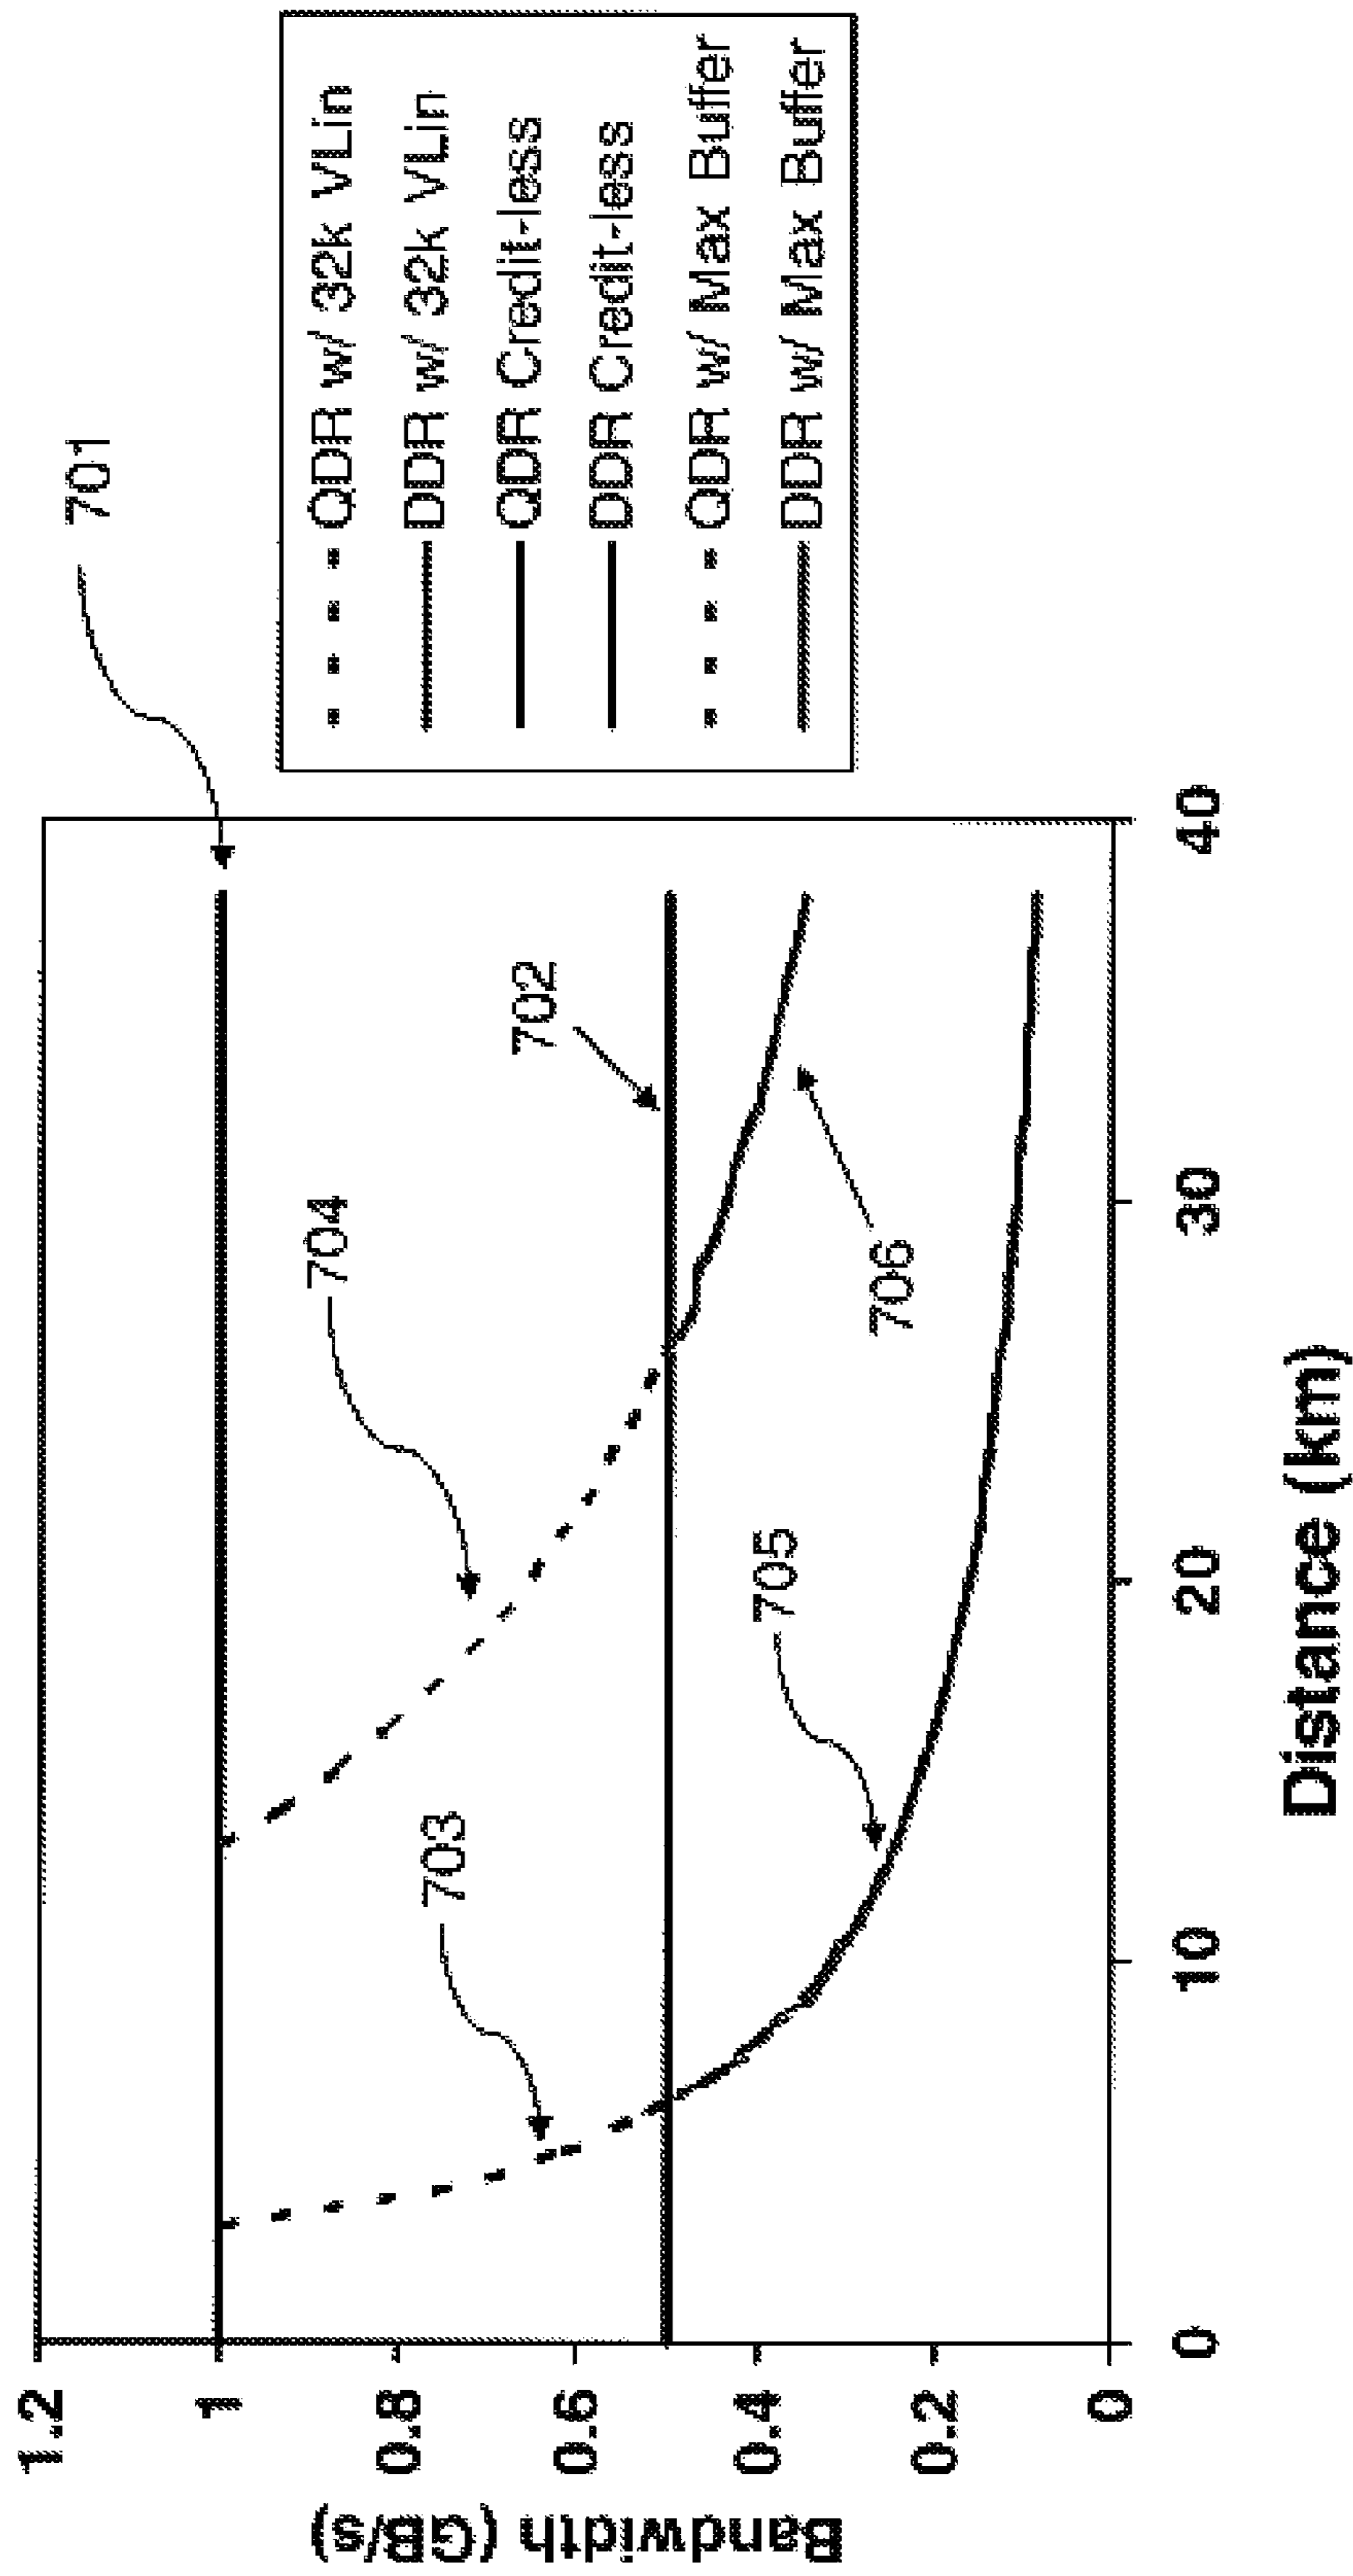 701
QDR w/ 32k VLin
DDR w/ 32k VLin
QDR Credit-less
DDR Credit-less
QDR w/ Max Buffer
DDR w/ Max Buffer
704
702
703
705
706
1.2
1
0.8
0.6
0.4
0.2
0
Bandwidth (GB/s)
0 10 20 30 40
Distance (km)